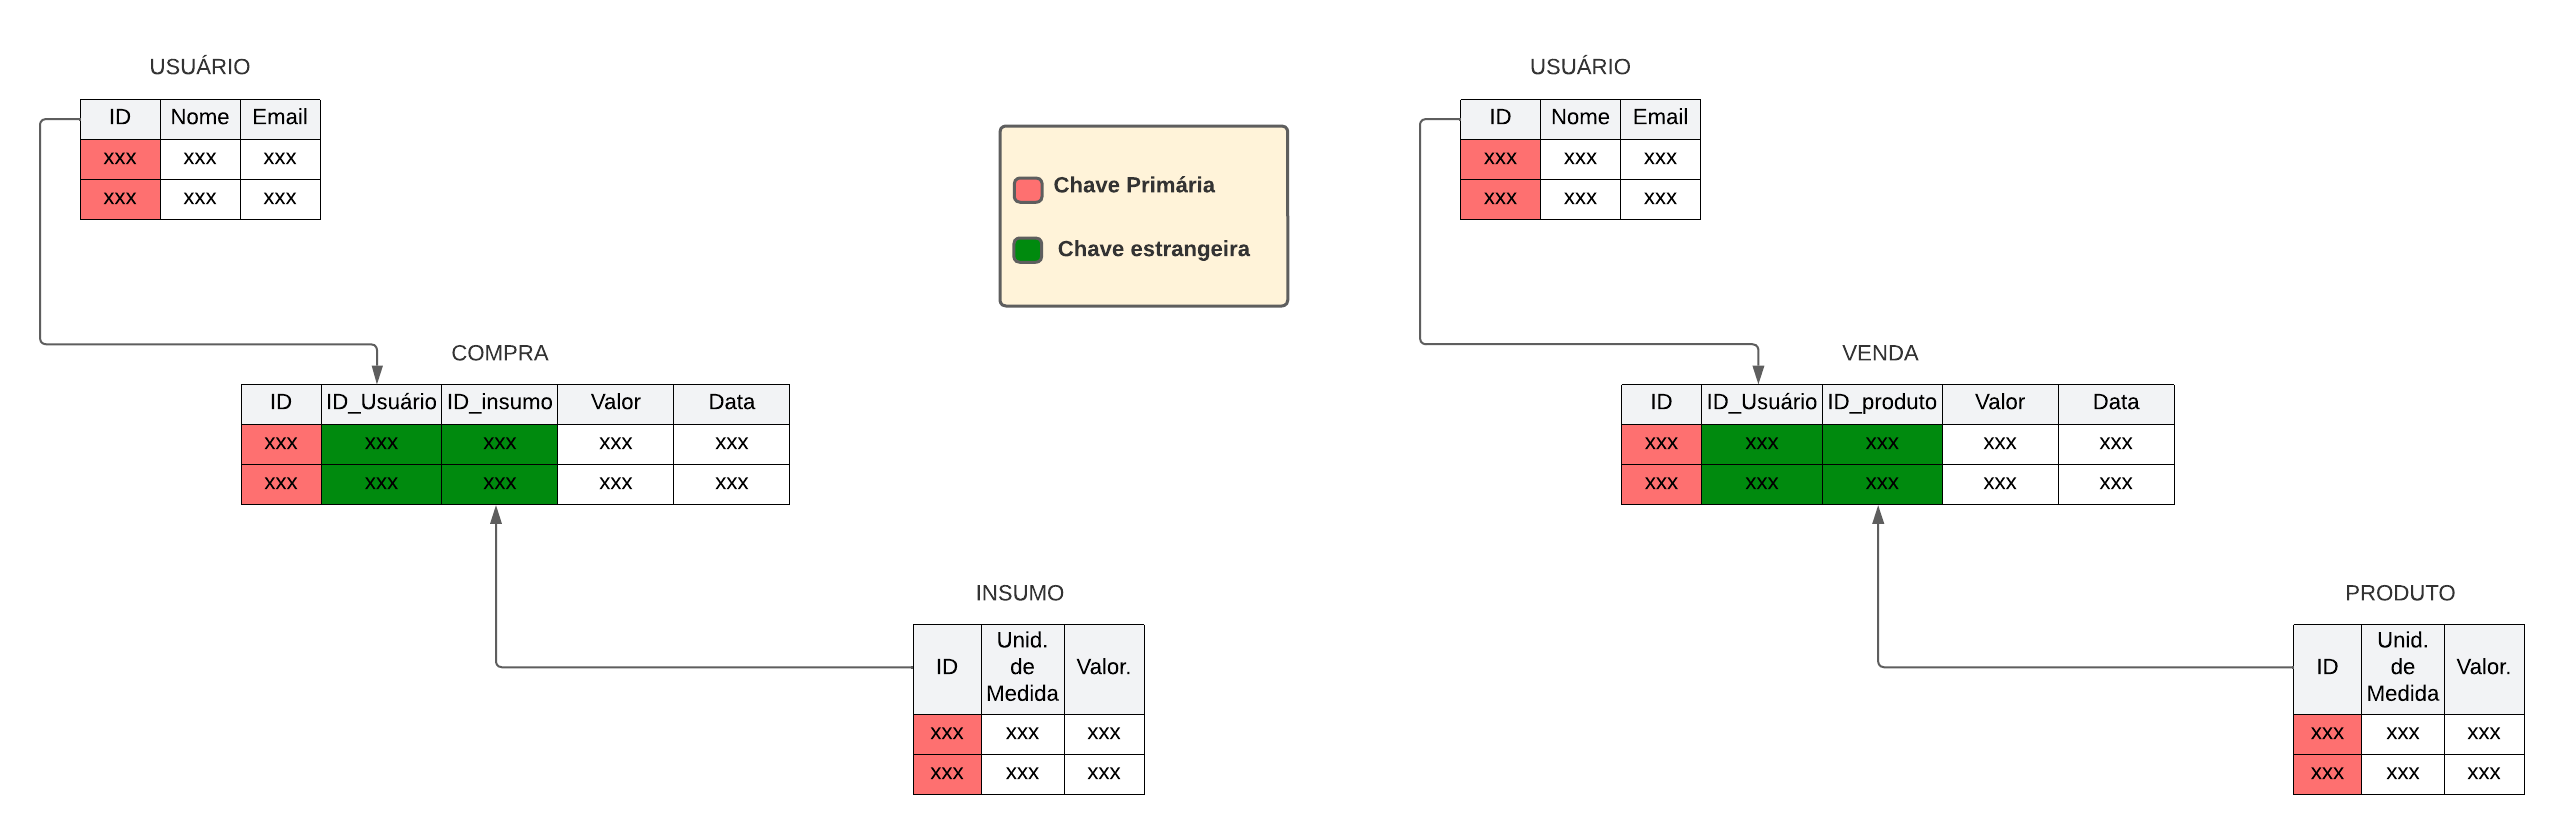 USUÁRIO
ID Nome Email
xxx xxx xxx
xxx xxx xxx
COMPRA
ID ID_Usuário ID_insumo Valor Data
xxx xxx xxx xxx xxx
xxx xxx xxx xxx xxx
INSUMO
ID Unid. de Medida Valor.
xxx xxx xxx
xxx xxx xxx
Chave Primária
Chave estrangeira
USUÁRIO
ID Nome Email
xxx xxx xxx
xxx xxx xxx
VENDA
ID ID_Usuário ID_produto Valor Data
xxx xxx xxx xxx xxx
xxx xxx xxx xxx xxx
PRODUTO
ID Unid. de Medida Valor.
xxx xxx xxx
xxx xxx xxx